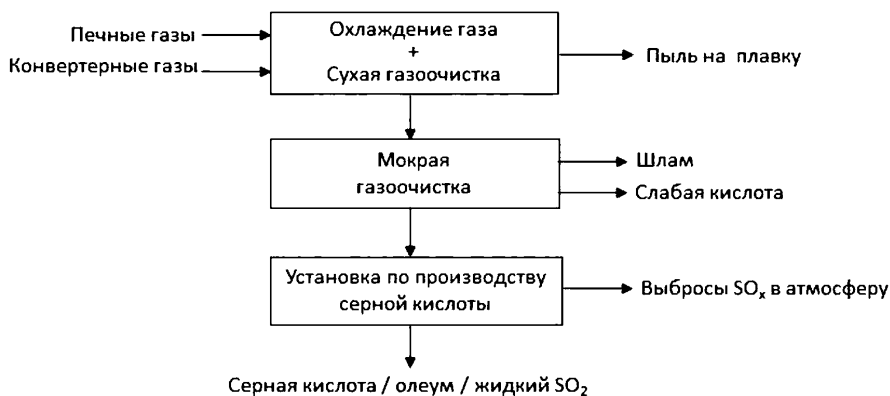 Печные газы
Конвертерные газы
Охлаждение газа
+
Сухая газоочистка
Пыль на плавку
Мокрая
газоочистка
Шлам
Слабая кислота
Установка по производству
серной кислоты
Выбросы SOₓ в атмосферу
Серная кислота / олеум / жидкий SO₂